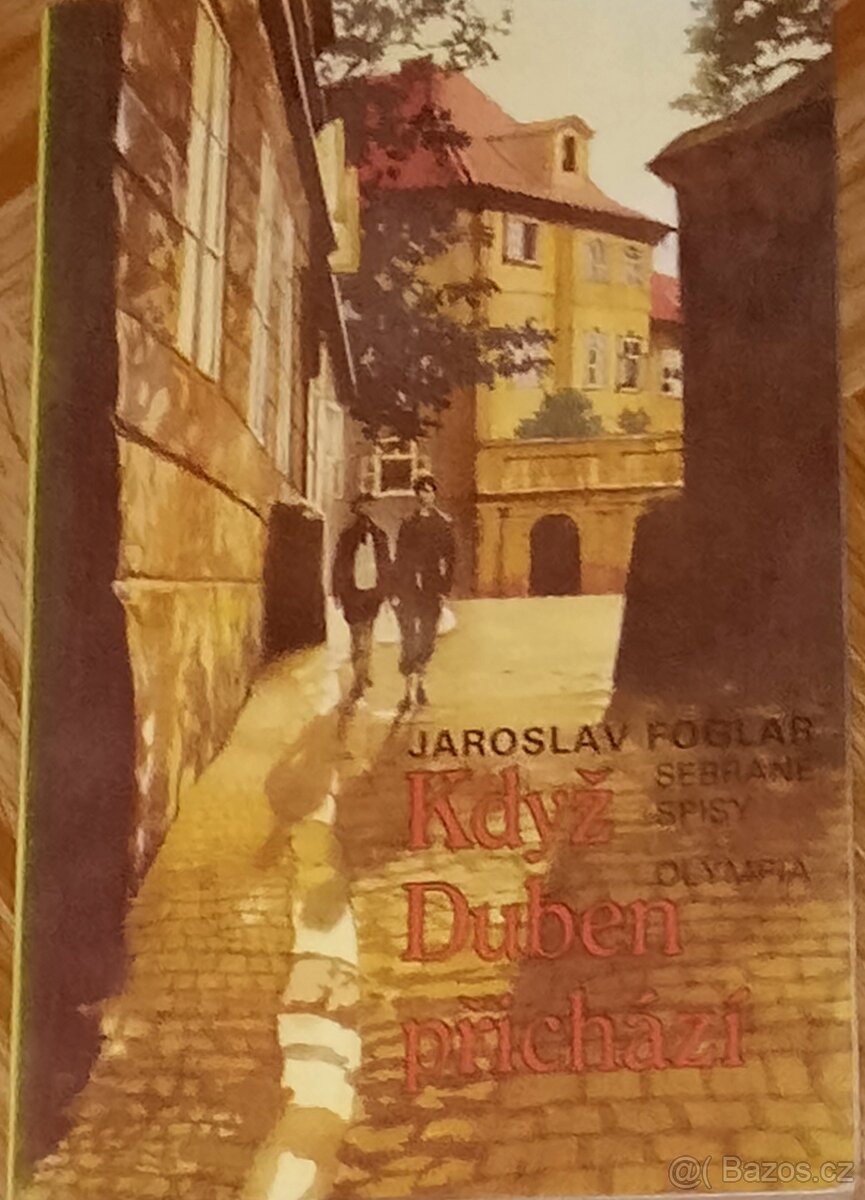 JAROSLAV FOGLAR
SEBRANÉ
SPISY
OLYMPIA
Když
Duben
přichází
@( Bazos.cz